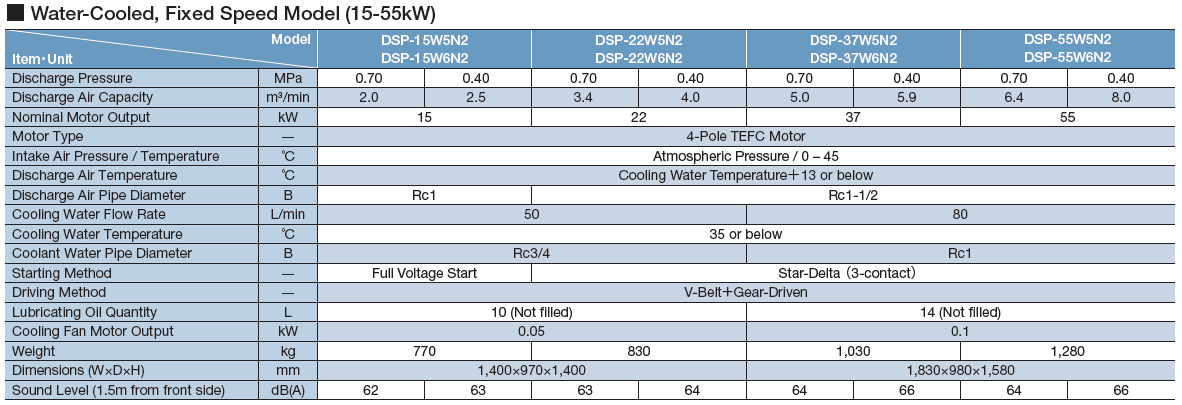 ■ Water-Cooled, Fixed Speed Model (15-55kW)
Model
Item・Unit
DSP-15W5N2
DSP-15W6N2
DSP-22W5N2
DSP-22W6N2
DSP-37W5N2
DSP-37W6N2
DSP-55W5N2
DSP-55W6N2
Discharge Pressure MPa 0.70 0.40 0.70 0.40 0.70 0.40 0.70 0.40
Discharge Air Capacity m³/min 2.0 2.5 3.4 4.0 5.0 5.9 6.4 8.0
Nominal Motor Output kW 15 22 37 55
Motor Type — 4-Pole TEFC Motor
Intake Air Pressure / Temperature ℃ Atmospheric Pressure / 0 – 45
Discharge Air Temperature ℃ Cooling Water Temperature＋13 or below
Discharge Air Pipe Diameter B Rc1 Rc1-1/2
Cooling Water Flow Rate L/min 50 80
Cooling Water Temperature ℃ 35 or below
Coolant Water Pipe Diameter B Rc3/4 Rc1
Starting Method — Full Voltage Start Star-Delta (3-contact)
Driving Method — V-Belt＋Gear-Driven
Lubricating Oil Quantity L 10 (Not filled) 14 (Not filled)
Cooling Fan Motor Output kW 0.05 0.1
Weight kg 770 830 1,030 1,280
Dimensions (W×D×H) mm 1,400×970×1,400 1,830×980×1,580
Sound Level (1.5m from front side) dB(A) 62 63 63 64 64 66 64 66